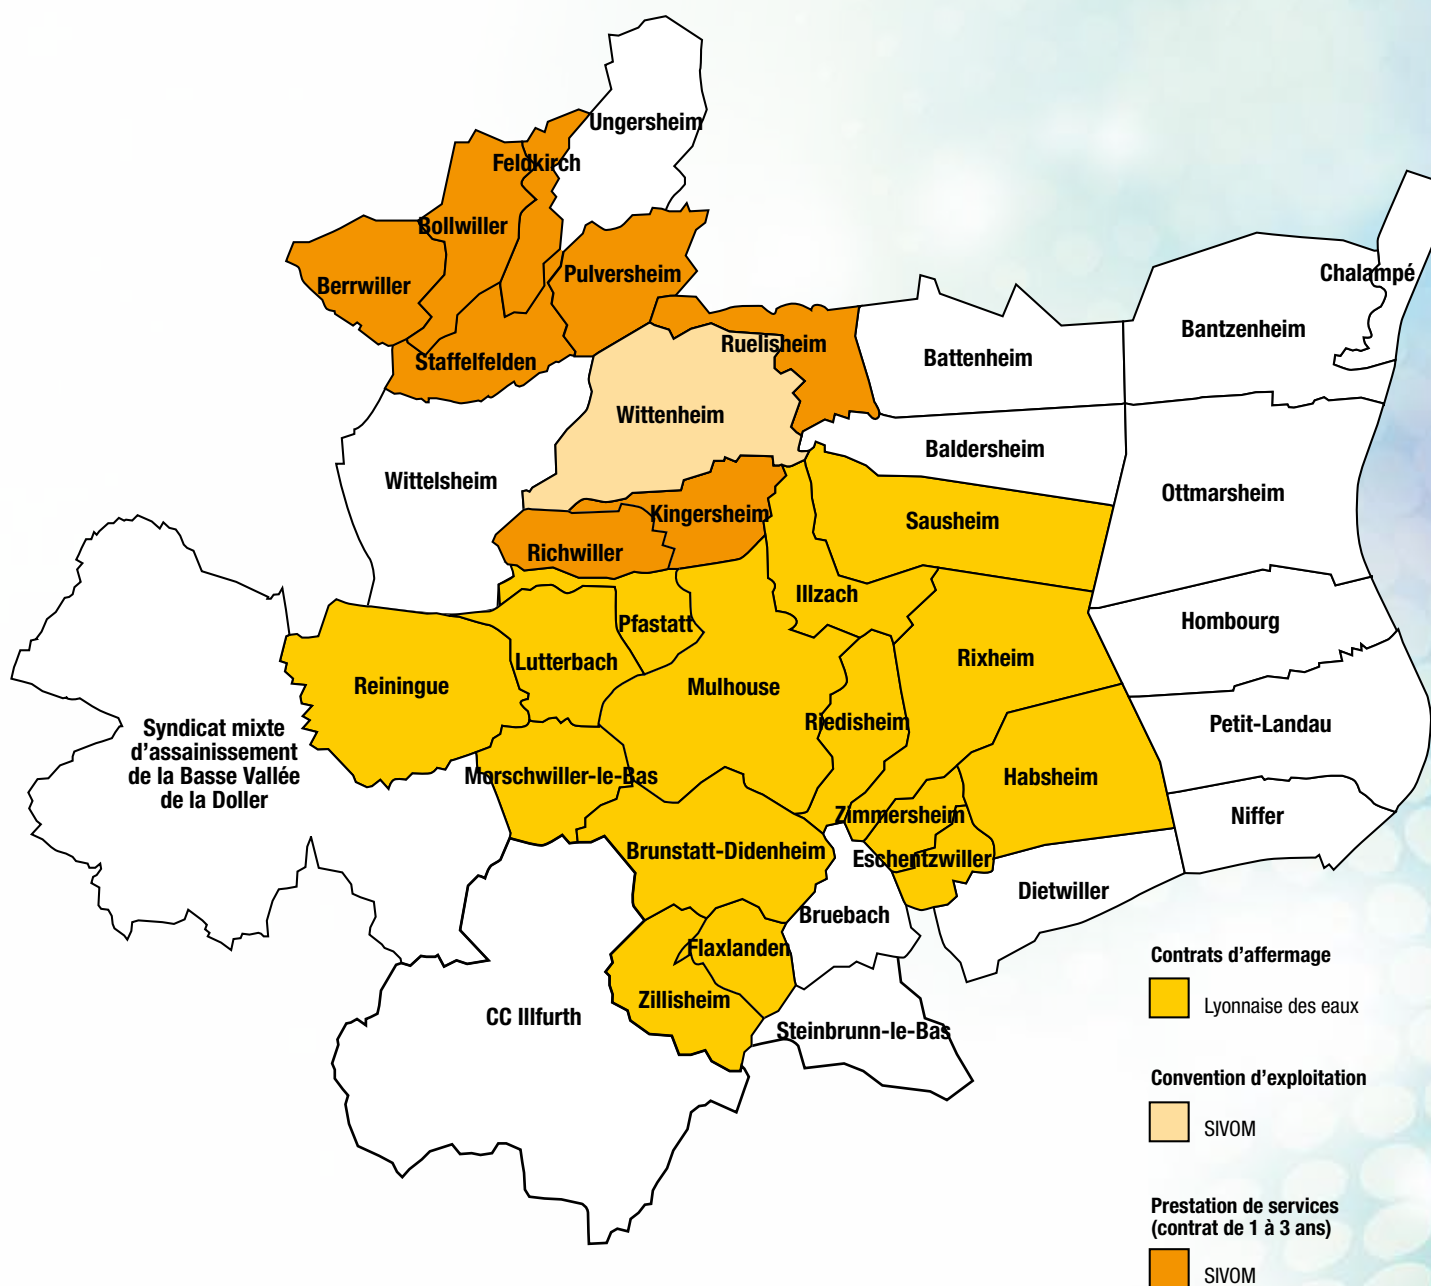 Ungersheim
Feldkirch
Bollwiller
Berrwiller
Pulversheim
Chalampé
Bantzenheim
Ruelisheim
Battenheim
Staffelfelden
Wittenheim
Baldersheim
Wittelsheim
Ottmarsheim
Kingersheim
Sausheim
Richwiller
Illzach
Hombourg
Pfastatt
Lutterbach
Rixheim
Reiningue
Mulhouse
Riedisheim
Petit-Landau
Syndicat mixte
d'assainissement
de la Basse Vallée
de la Doller
Morschwiller-le-Bas
Habsheim
Zimmersheim
Niffer
Brunstatt-Didenheim
Eschentzwiller
Dietwiller
Bruebach
Flaxlanden
Zillisheim
CC Illfurth
Steinbrunn-le-Bas
Contrats d'affermage
Lyonnaise des eaux
Convention d'exploitation
SIVOM
Prestation de services
(contrat de 1 à 3 ans)
SIVOM